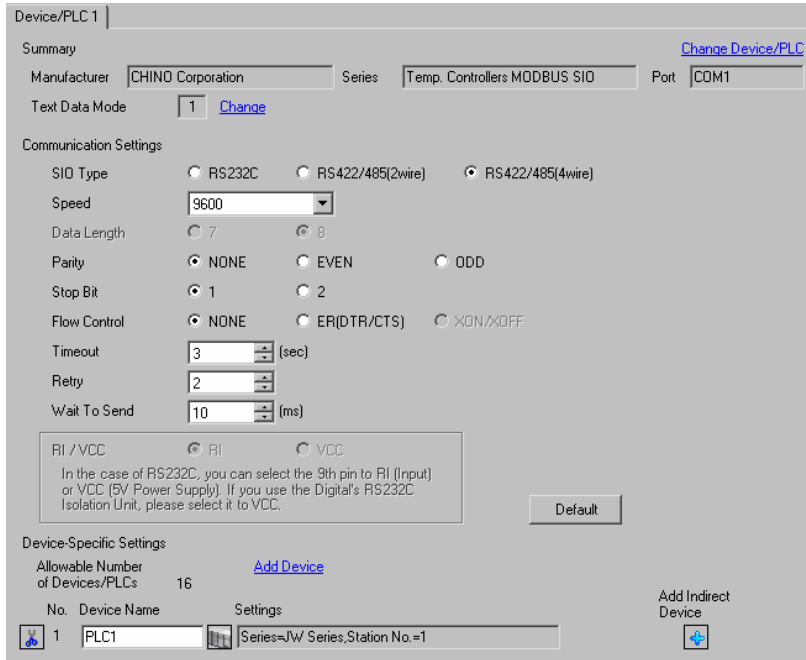 Device/PLC 1
Summary
Change Device/PLC
Manufacturer CHINO Corporation Series Temp. Controllers MODBUS SIO Port COM1
Text Data Mode 1 Change
Communication Settings
SIO Type RS232C RS422/485(2wire) RS422/485(4wire)
Speed 9600
Data Length 7 8
Parity NONE EVEN ODD
Stop Bit 1 2
Flow Control NONE ER(DTR/CTS) XON/XOFF
Timeout 3 (sec)
Retry 2
Wait To Send 10 (ms)
RI / VCC RI VCC
In the case of RS232C, you can select the 9th pin to RI (Input)
or VCC (5V Power Supply). If you use the Digital's RS232C
Isolation Unit, please select it to VCC.
Default
Device-Specific Settings
Allowable Number
of Devices/PLCs 16
Add Device
Add Indirect
Device
No. Device Name Settings
1 PLC1 Series=JW Series,Station No.=1